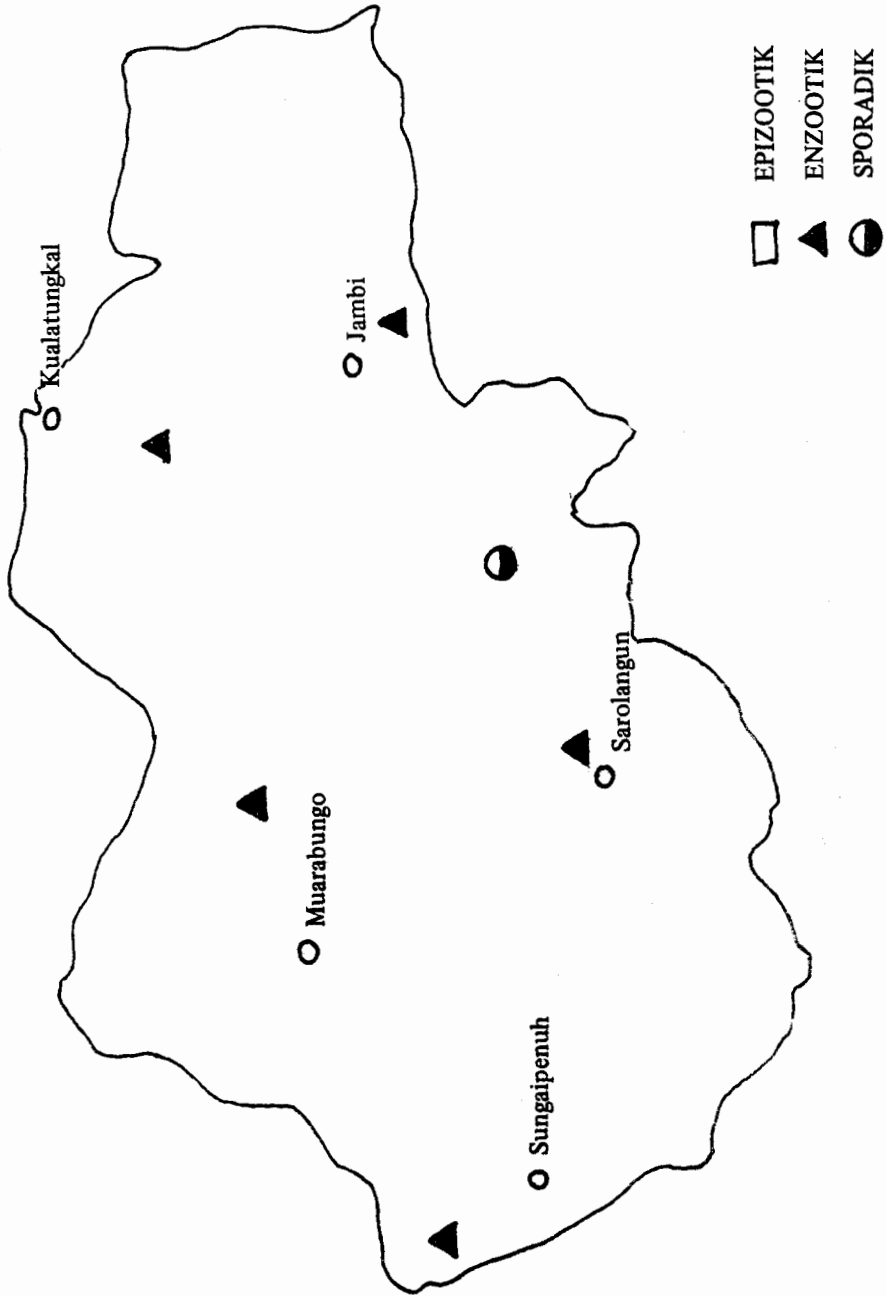 Kualatungkal
Jambi
Muarabungo
Sarolangun
Sungaipenuh
EPIZOOTIK
ENZOOTIK
SPORADIK